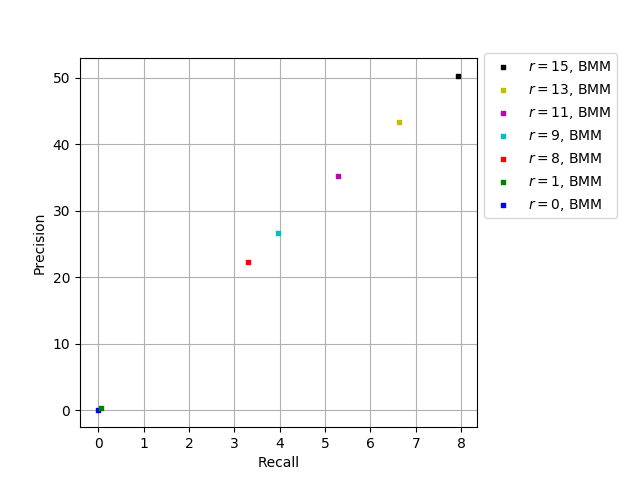 50
40
30
20
10
0
Precision
0 1 2 3 4 5 6 7 8
Recall
r = 15, BMM
r = 13, BMM
r = 11, BMM
r = 9, BMM
r = 8, BMM
r = 1, BMM
r = 0, BMM